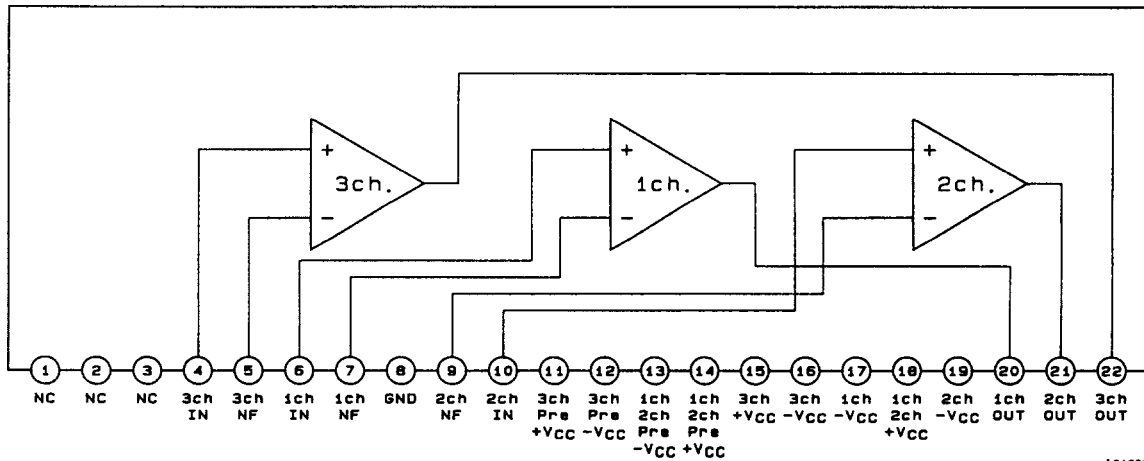 +
3ch.
−
+
1ch.
−
+
2ch.
−
1 2 3 4 5 6 7 8 9 10 11 12 13 14 15 16 17 18 19 20 21 22
NC
NC
NC
3ch
IN
3ch
NF
1ch
IN
1ch
NF
GND
2ch
NF
2ch
IN
3ch
Pre
+VCC
3ch
Pre
−VCC
1ch
2ch
Pre
−VCC
1ch
2ch
Pre
+VCC
3ch
+VCC
3ch
−VCC
1ch
−VCC
1ch
2ch
+VCC
2ch
−VCC
1ch
OUT
2ch
OUT
3ch
OUT